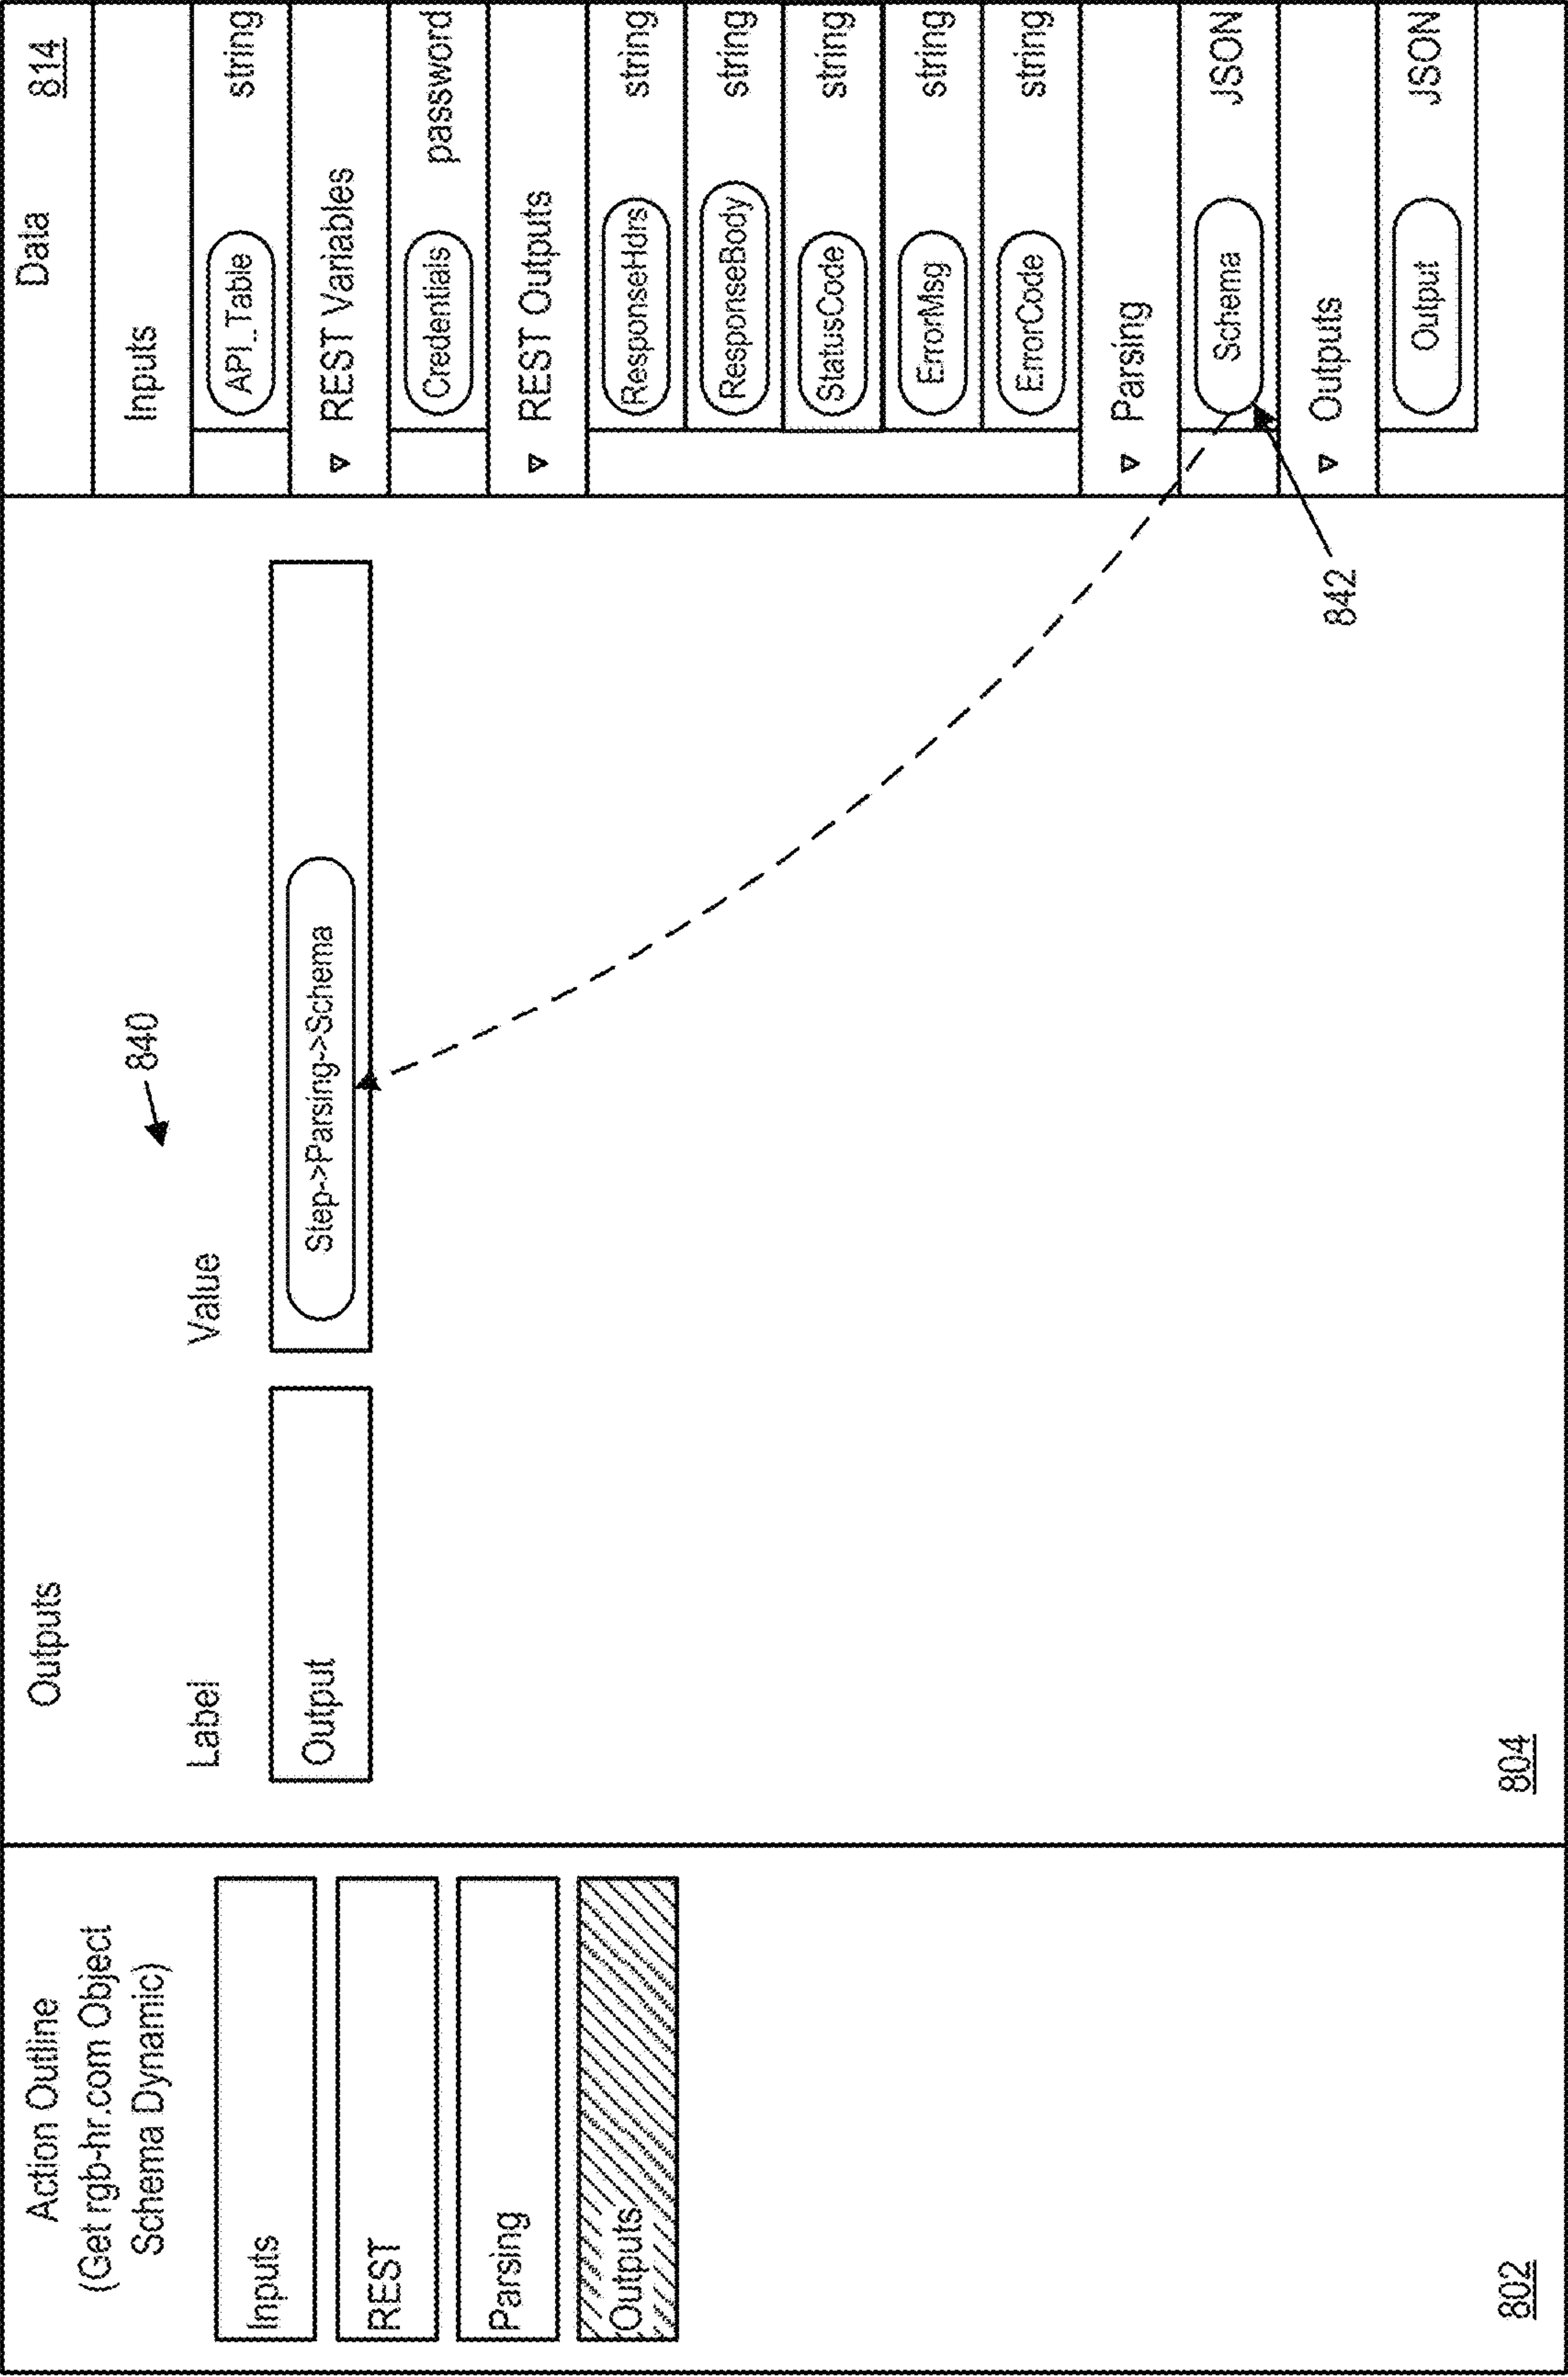 Action Outline
(Get rgb-hr.com Object
Schema Dynamic)
Inputs
REST
Parsing
Outputs
802
Outputs
Label
Value
840
Output
Step->Parsing->Schema
804
Data
814
Inputs
API_Table string
▿ REST Variables
Credentials password
▿ REST Outputs
ResponseHdrs string
ResponseBody string
StatusCode string
ErrorMsg string
ErrorCode string
▿ Parsing
Schema JSON
▿ Outputs
Output JSON
842